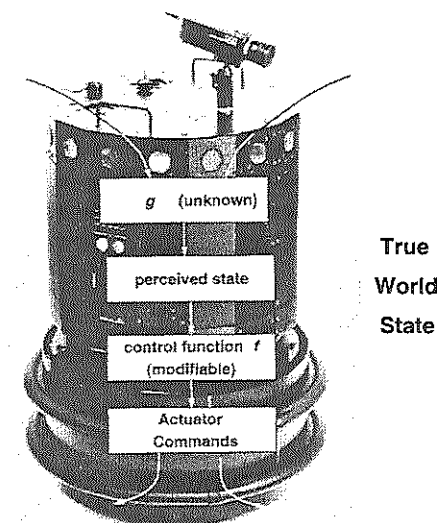 g (unknown)
perceived state
control function f
(modifiable)
Actuator
Commands
True
World
State